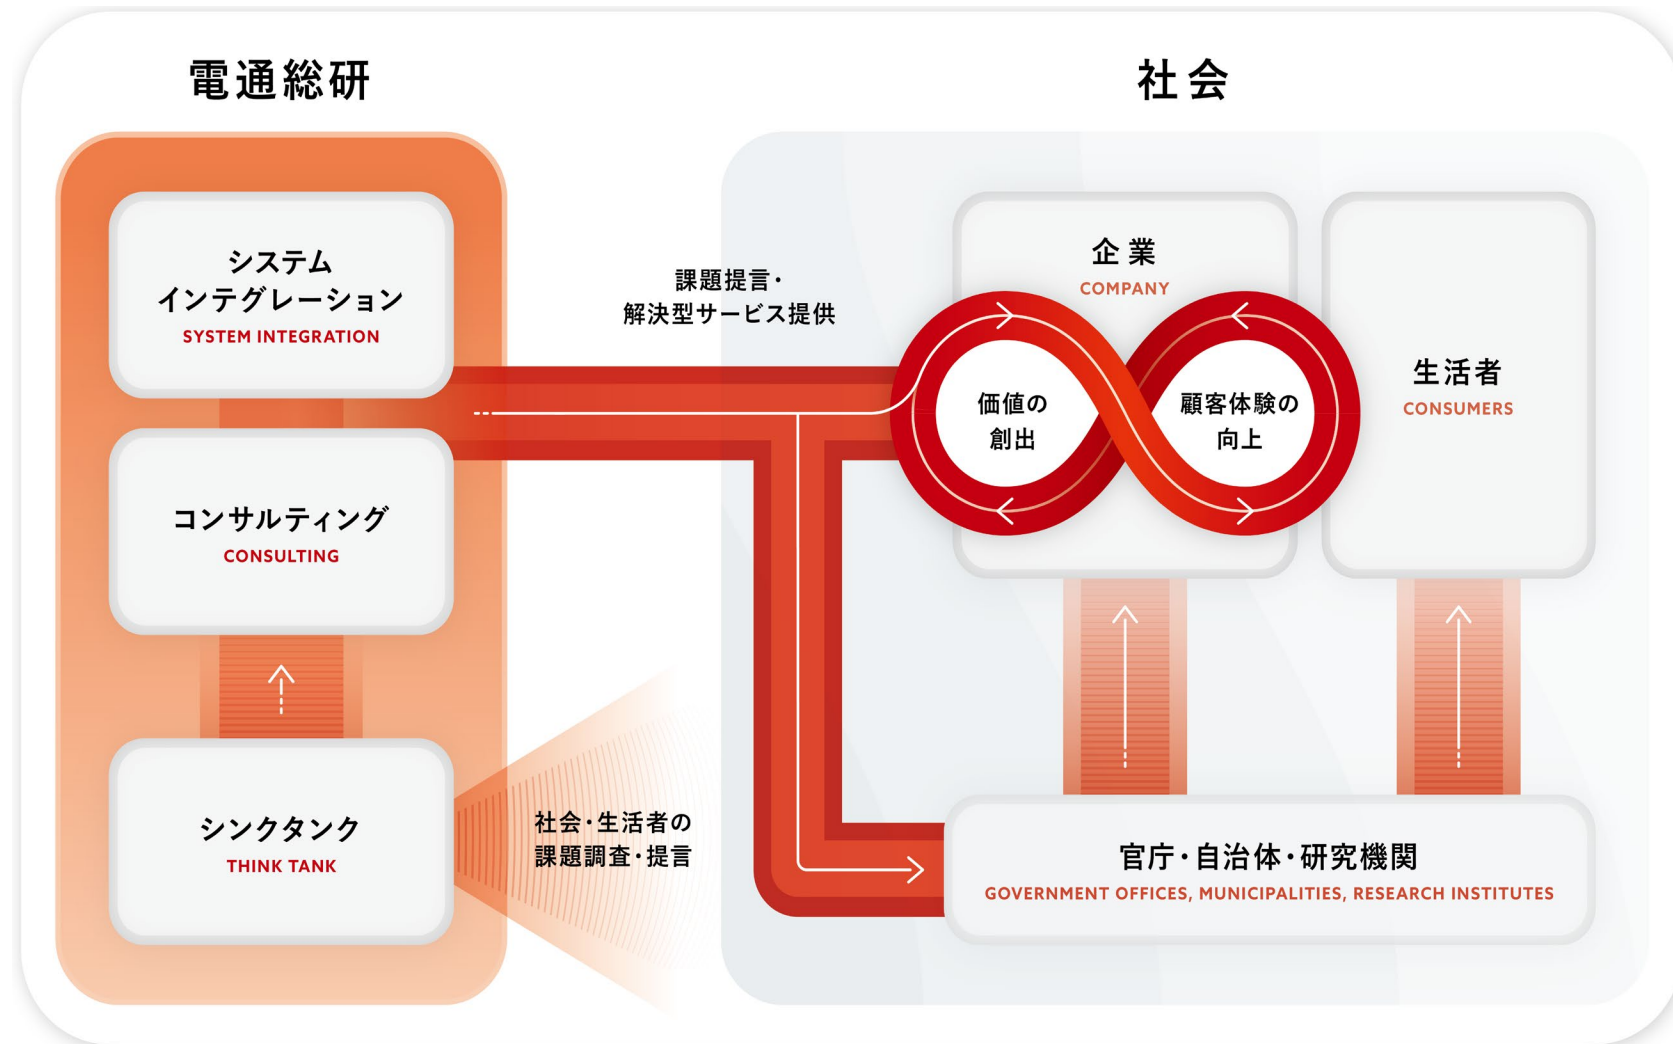 電通総研
システム
インテグレーション
SYSTEM INTEGRATION
コンサルティング
CONSULTING
シンクタンク
THINK TANK
課題提言・
解決型サービス提供
社会・生活者の
課題調査・提言
社会
企業
COMPANY
価値の
創出
顧客体験の
向上
生活者
CONSUMERS
官庁・自治体・研究機関
GOVERNMENT OFFICES, MUNICIPALITIES, RESEARCH INSTITUTES